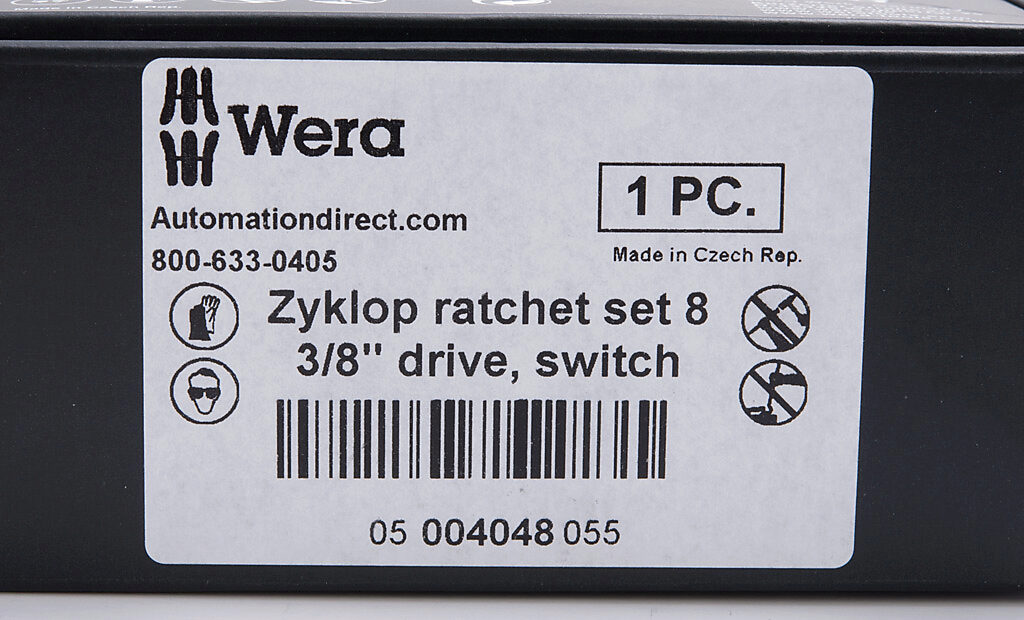 Wera
Automationdirect.com
800-633-0405
1 PC.
Made in Czech Rep.
Zyklop ratchet set 8
3/8" drive, switch
05 004048 055